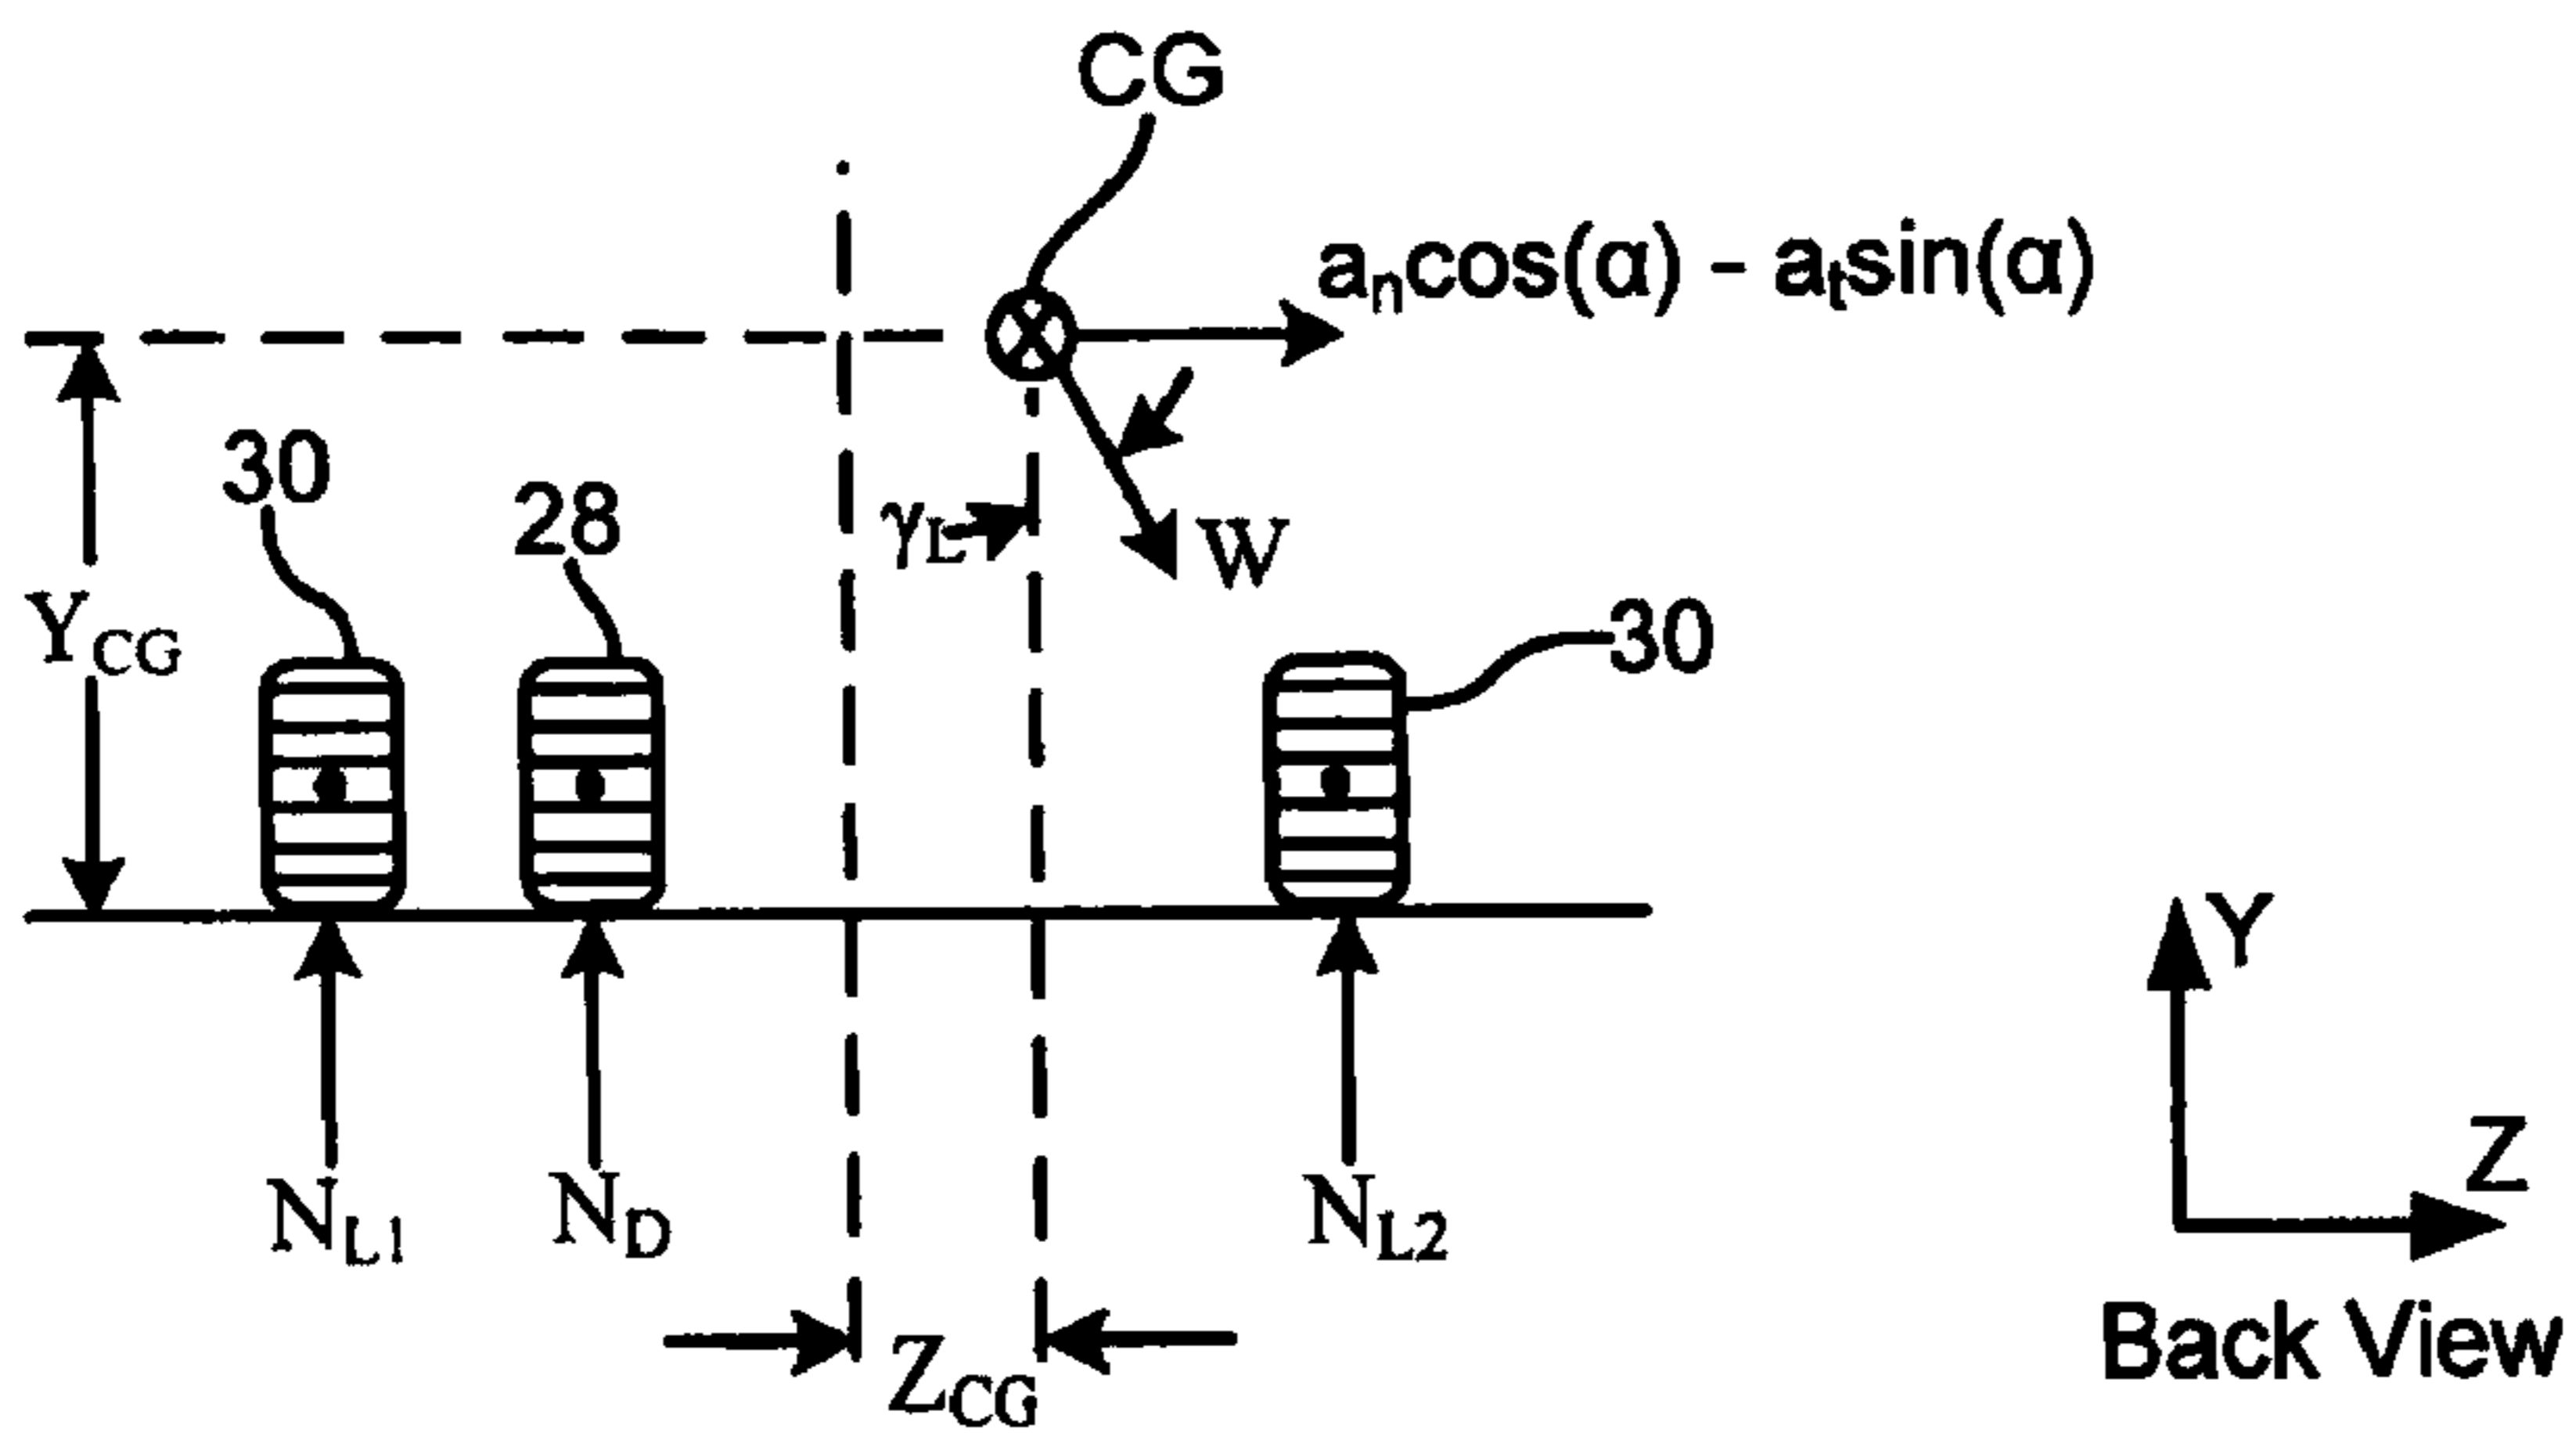 CG
aₙcos(α) - aₜsin(α)
30
28
γL
W
YCG
30
Y
NL1
ND
NL2
Z
ZCG
Back View